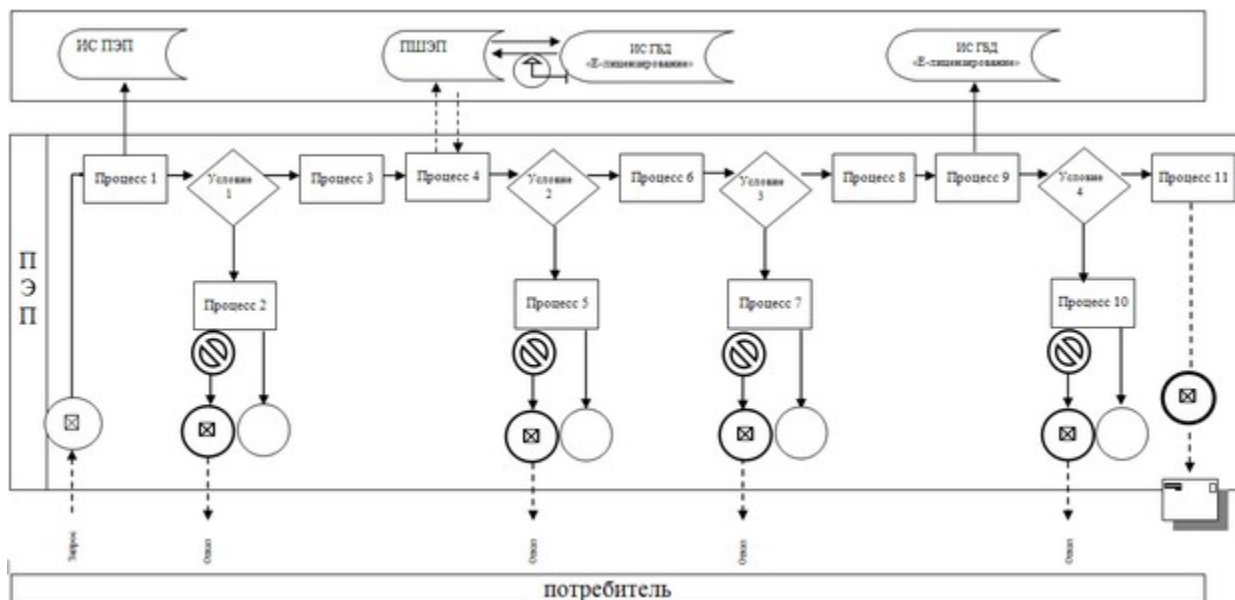 ИС ПЭП
ПШЭП
ИС ГБД
«Е-лицензирование»
ИС ГБД
«Е-лицензирование»
Процесс 1
Условие
1
Процесс 3
Процесс 4
Условие
2
Процесс 6
Условие
3
Процесс 8
Процесс 9
Условие
4
Процесс 11
П
Э
П
Процесс 2
Процесс 5
Процесс 7
Процесс 10
Запрос
Отказ
Отказ
Отказ
Отказ
потребитель